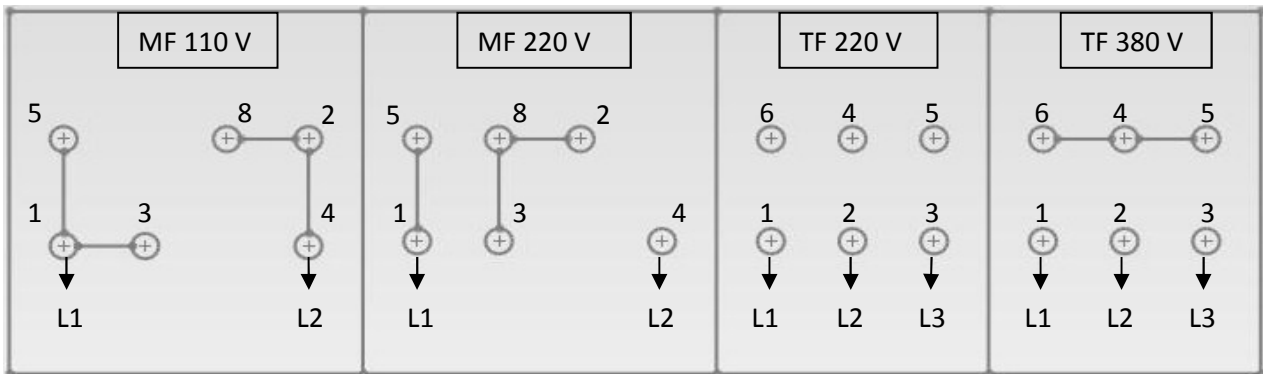 MF 110 V
5 8 2
1 3 4
L1 L2
MF 220 V
5 8 2
1 3 4
L1 L2
TF 220 V
6 4 5
1 2 3
L1 L2 L3
TF 380 V
6 4 5
1 2 3
L1 L2 L3